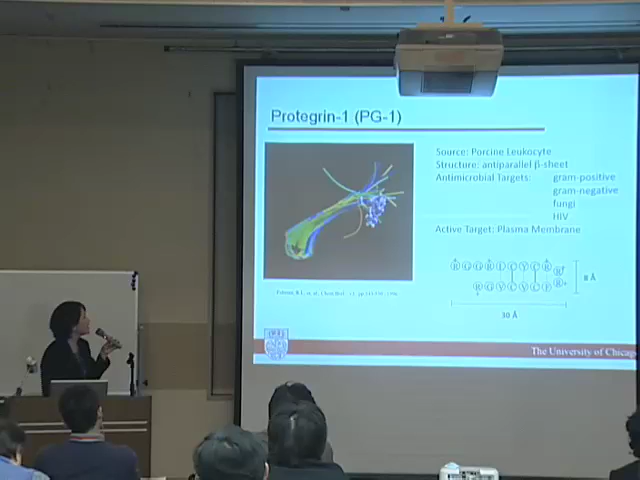 Protegrin-1 (PG-1)
Source: Porcine Leukocyte
Structure: antiparallel β-sheet
Antimicrobial Targets: gram-positive
gram-negative
fungi
HIV
Active Target: Plasma Membrane
8 Å
30 Å
The University of Chicago